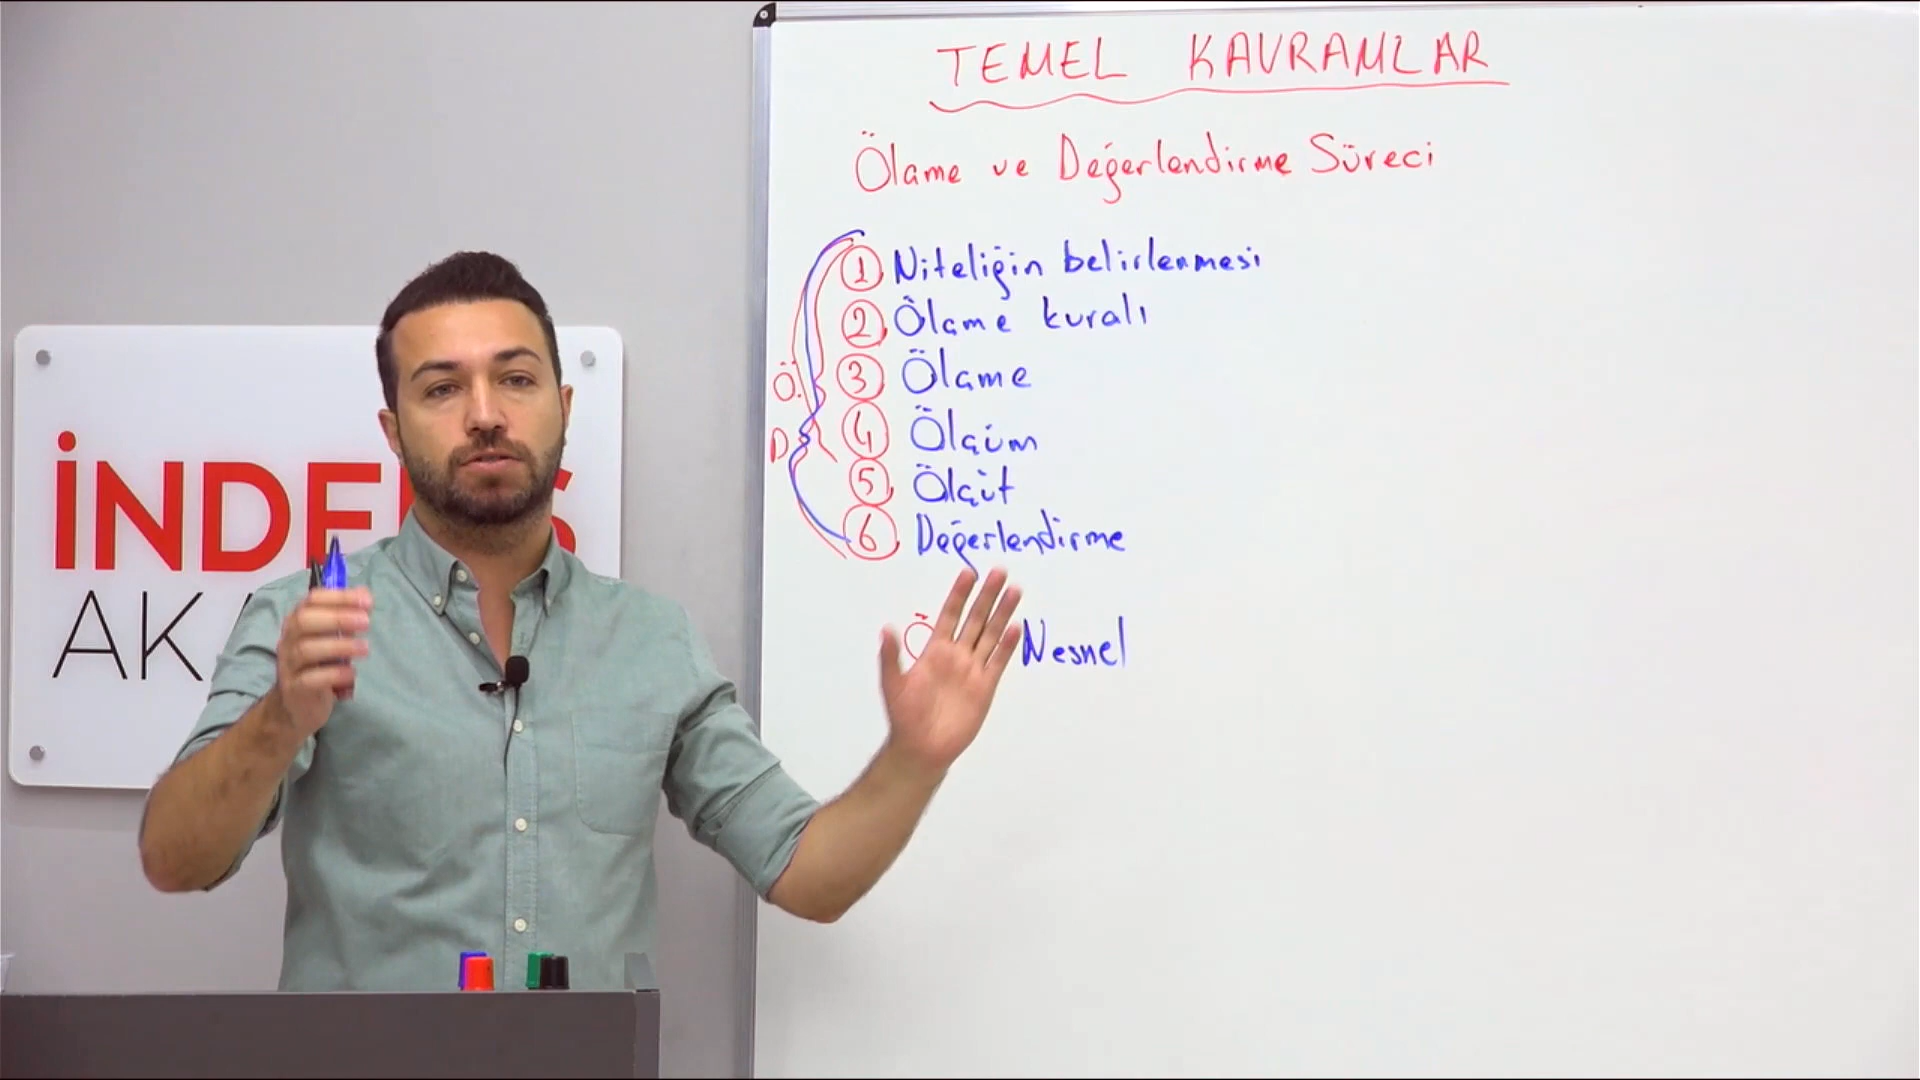 TEMEL KAVRAMLAR
Ölçme ve Değerlendirme Süreci
1 Niteliğin belirlenmesi
2 Ölçme kuralı
3 Ölçme
4 Ölçüm
5 Ölçüt
6 Değerlendirme
Ö.
D
Nesnel
İNDE
AKA